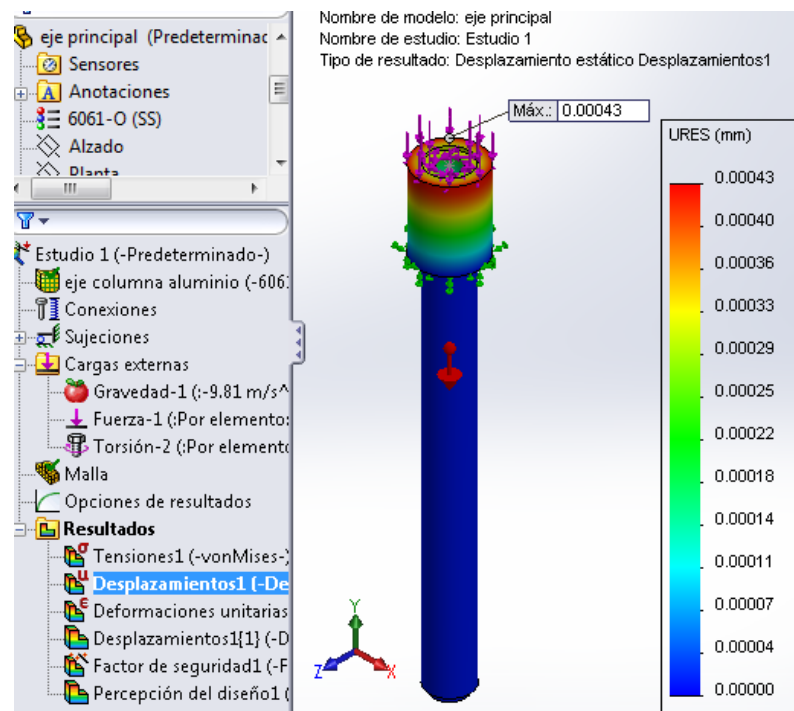 eje principal (Predeterminac
Sensores
Anotaciones
6061-O (SS)
Alzado
Planta
Estudio 1 (-Predeterminado-)
eje columna aluminio (-606:
Conexiones
Sujeciones
Cargas externas
Gravedad-1 (:-9.81 m/s^
Fuerza-1 (:Por elemento:
Torsión-2 (:Por elemento
Malla
Opciones de resultados
Resultados
Tensiones1 (-vonMises-)
Desplazamientos1 (-De
Deformaciones unitarias
Desplazamientos1{1} (-D
Factor de seguridad1 (-F
Percepción del diseño1 (
Nombre de modelo: eje principal
Nombre de estudio: Estudio 1
Tipo de resultado: Desplazamiento estático Desplazamientos1
Máx.: 0.00043
URES (mm)
0.00043
0.00040
0.00036
0.00033
0.00029
0.00025
0.00022
0.00018
0.00014
0.00011
0.00007
0.00004
0.00000
Y
Z
X